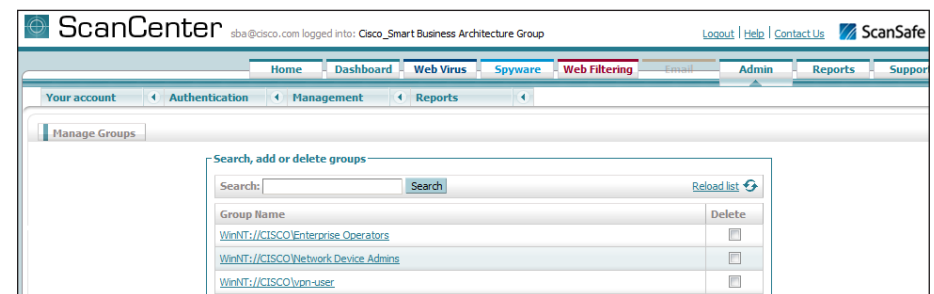 ScanCenter sba@cisco.com logged into: Cisco_Smart Business Architecture Group Logout | Help | Contact Us ScanSafe
Home Dashboard Web Virus Spyware Web Filtering Email Admin Reports Suppor
Your account Authentication Management Reports
Manage Groups
Search, add or delete groups
Search: Search Reload list
Group Name Delete
WinNT://CISCO\Enterprise Operators
WinNT://CISCO\Network Device Admins
WinNT://CISCO\vpn-user